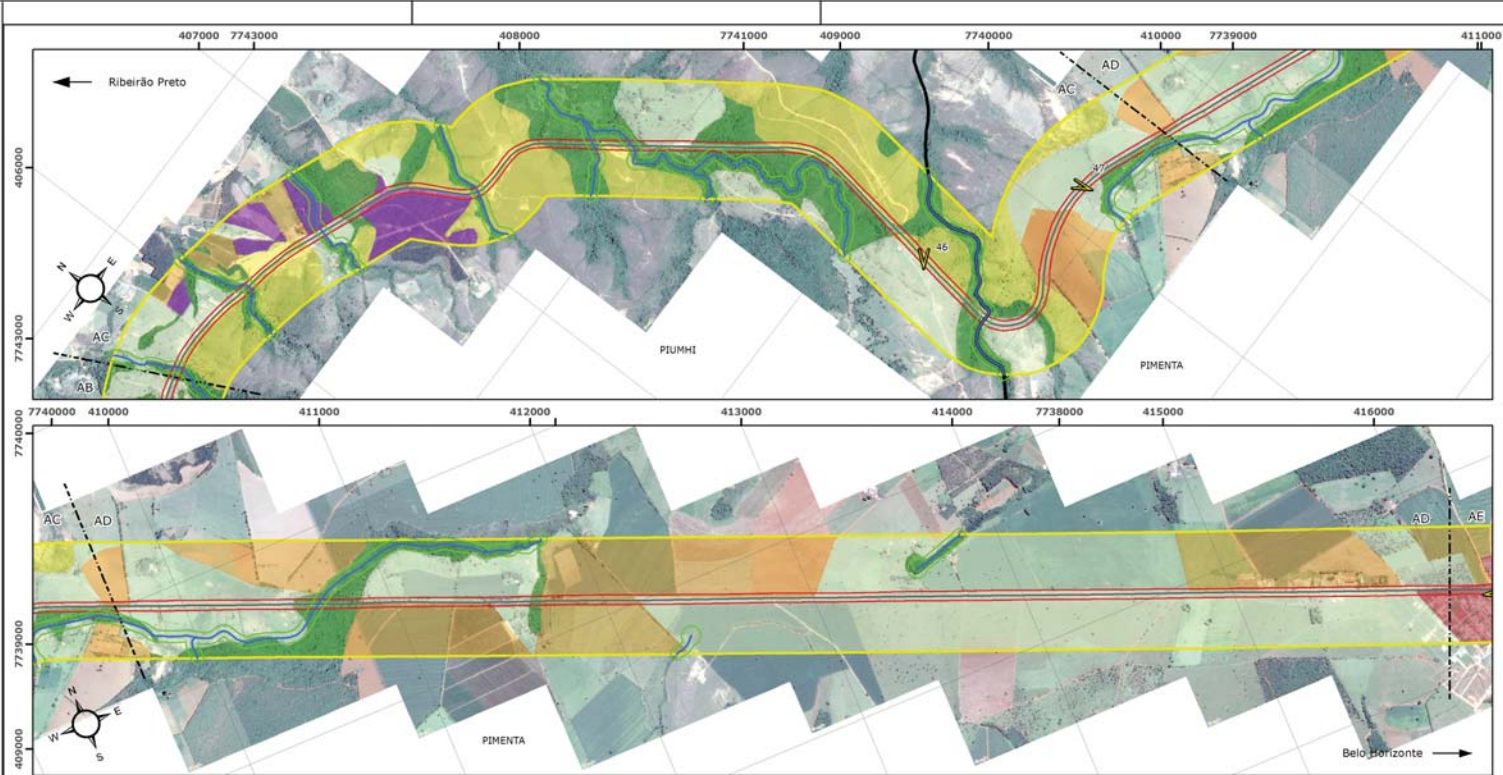 407000 7743000 408000 7741000 409000 7740000 410000 7739000 411000
Ribeirão Preto
AD
AC
406000
47
46
N
E
W
S
7743000
AC
AB
PIUMHI
PIMENTA
7740000 410000 411000 412000 413000 414000 7738000 415000 416000
7740000
AC AD
AD AE
7739000
N
E
W
S
PIMENTA
409000
Belo Horizonte